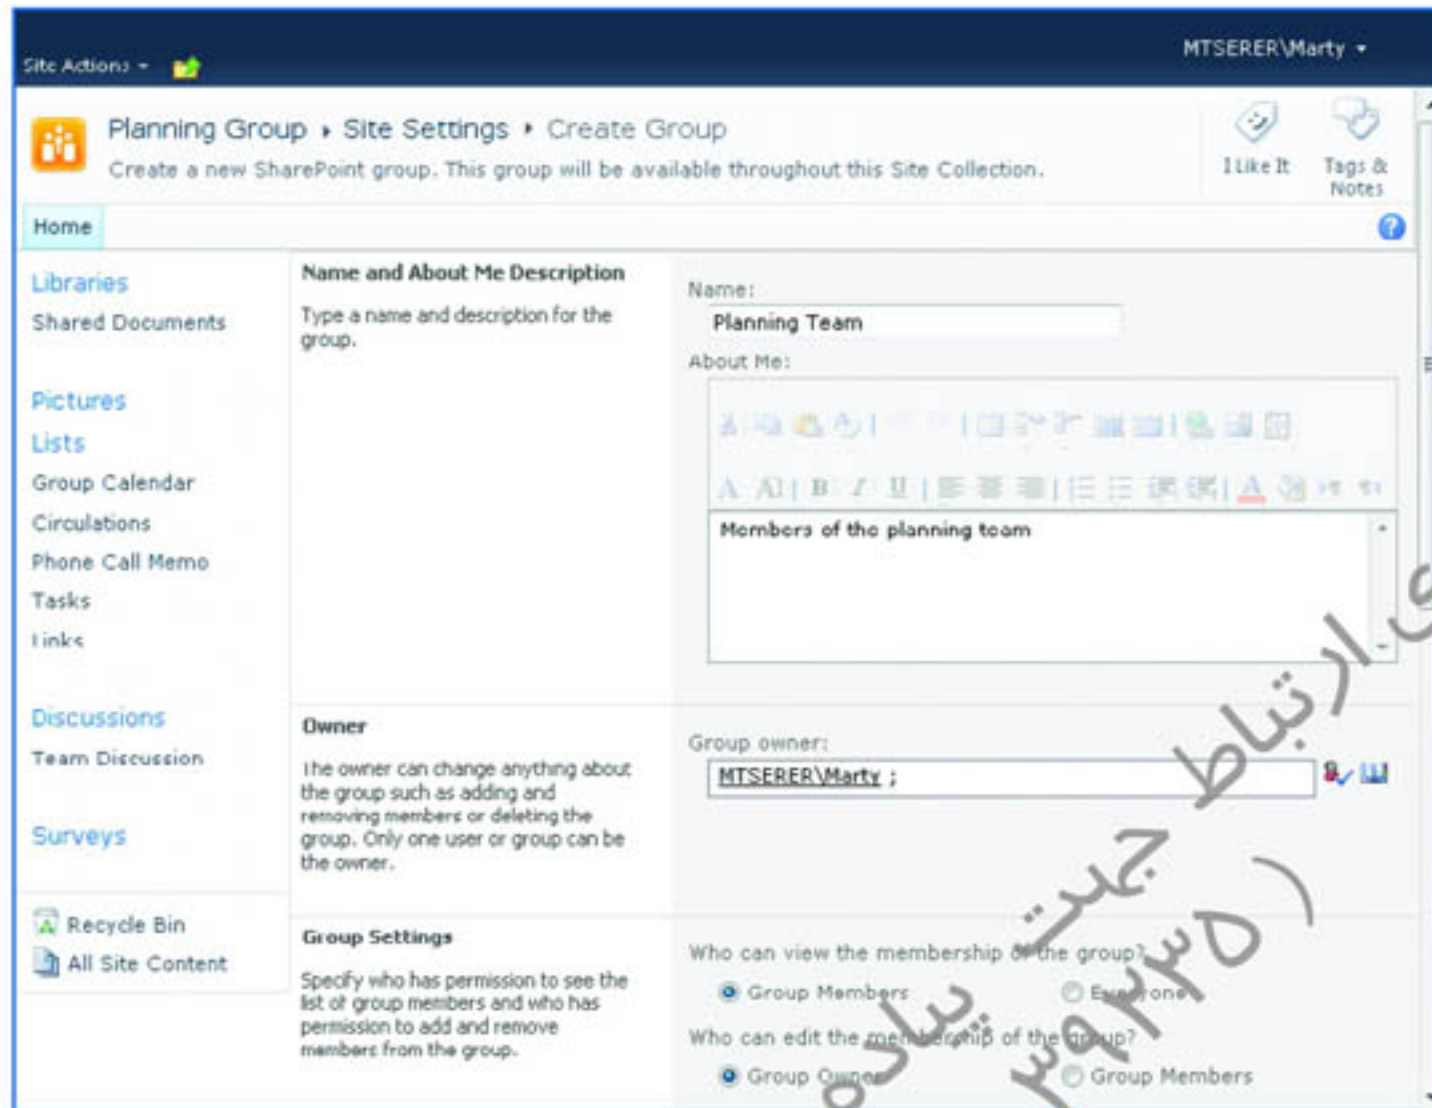 MTSERER\Marty
Site Actions
Planning Group › Site Settings › Create Group
Create a new SharePoint group. This group will be available throughout this Site Collection.
I Like It
Tags & Notes
Home
Libraries
Shared Documents
Pictures
Lists
Group Calendar
Circulations
Phone Call Memo
Tasks
Links
Discussions
Team Discussion
Surveys
Recycle Bin
All Site Content
Name and About Me Description
Type a name and description for the
group.
Name:
Planning Team
About Me:
Members of the planning team
Owner
The owner can change anything about
the group such as adding and
removing members or deleting the
group. Only one user or group can be
the owner.
Group owner:
MTSERER\Marty ;
Group Settings
Specify who has permission to see the
list of group members and who has
permission to add and remove
members from the group.
Who can view the membership of the group?
Group Members
Everyone
Who can edit the membership of the group?
Group Owner
Group Members
ارتباط جهت